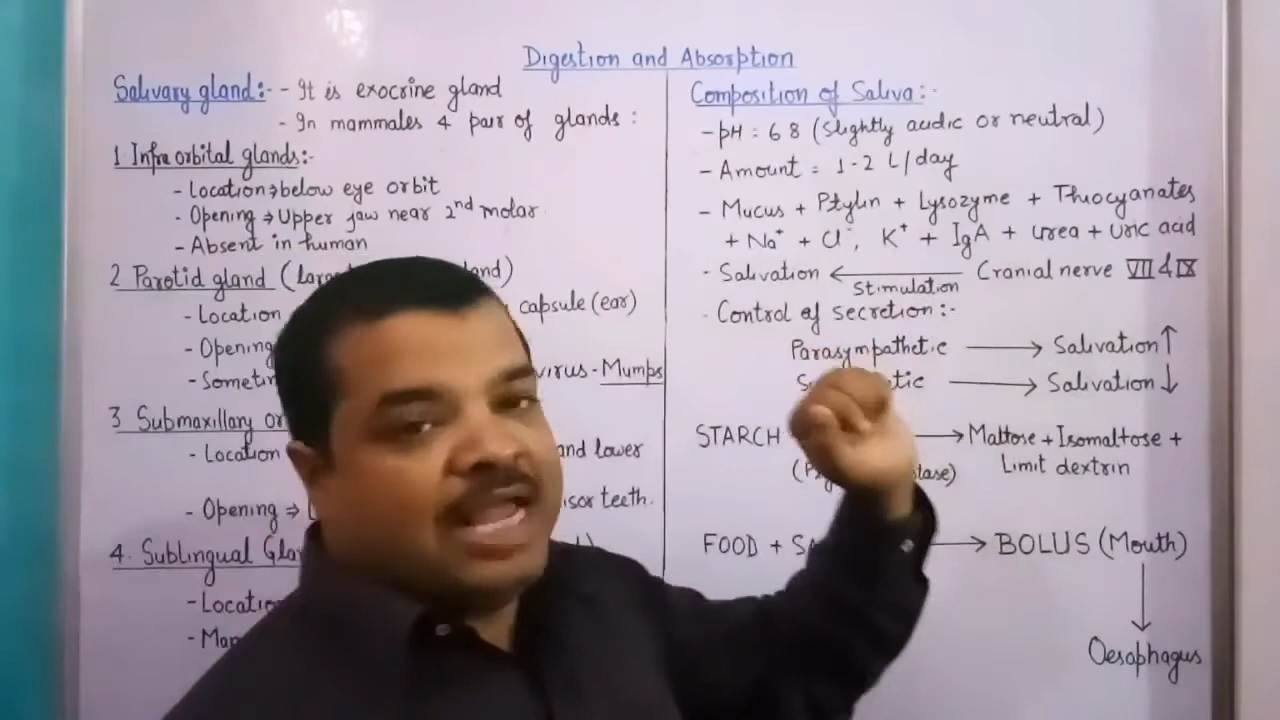 Digestion and Absorption
Salivary gland:- - It is exocrine gland
- In mammales 4 pair of glands :
1 Infra orbital glands:-
- Location → below eye orbit
- Opening ⇒ Upper jaw near 2nd molar
- Absent in human
2 Parotid gland (
- Location capsule (ear)
- Opening
virus - Mumps
3 Submaxillary
- Location and lower
- Opening ⇒ teeth.
4. Sublingual
-
-
Composition of Saliva :-
- pH = 6 8 (slightly acidic or neutral)
- Amount = 1-2 L/day
- Mucus + Ptylin + Lysozyme + Thiocyanates
+ Na+ + Cl-, K+ + IgA + urea + Uric acid
- Salivation ← Stimulation Cranial nerve VII & IX
- Control of secretion :-
Parasympathetic → Salivation ↑
→ Salivation ↓
STARCH → Maltose + Isomaltose +
Limit dextrin
FOOD + → BOLUS (Mouth)
↓
Oesophagus